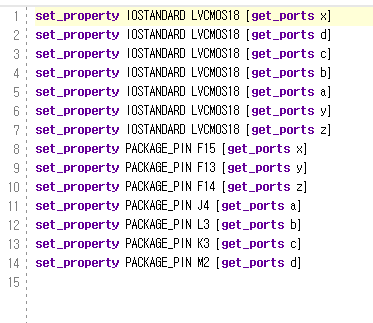 1 set_property IOSTANDARD LVCMOS18 [get_ports x]
2 set_property IOSTANDARD LVCMOS18 [get_ports d]
3 set_property IOSTANDARD LVCMOS18 [get_ports c]
4 set_property IOSTANDARD LVCMOS18 [get_ports b]
5 set_property IOSTANDARD LVCMOS18 [get_ports a]
6 set_property IOSTANDARD LVCMOS18 [get_ports y]
7 set_property IOSTANDARD LVCMOS18 [get_ports z]
8 set_property PACKAGE_PIN F15 [get_ports x]
9 set_property PACKAGE_PIN F13 [get_ports y]
10 set_property PACKAGE_PIN F14 [get_ports z]
11 set_property PACKAGE_PIN J4 [get_ports a]
12 set_property PACKAGE_PIN L3 [get_ports b]
13 set_property PACKAGE_PIN K3 [get_ports c]
14 set_property PACKAGE_PIN M2 [get_ports d]
15